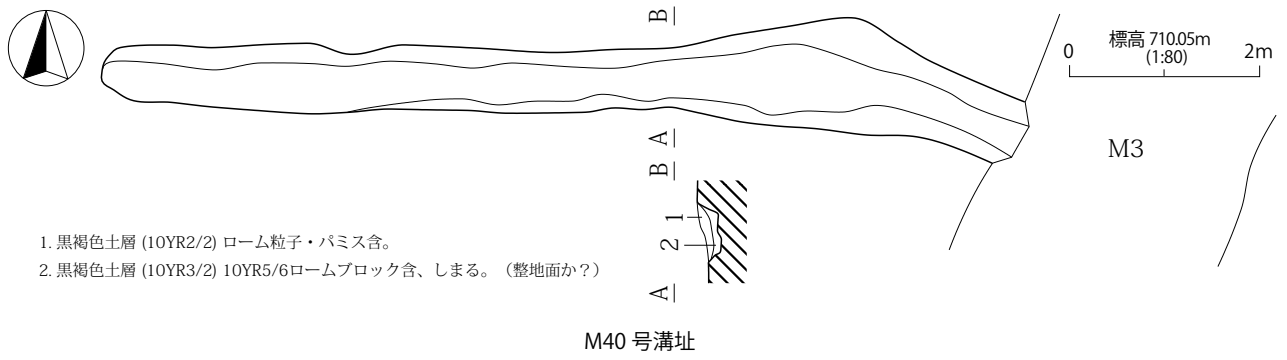 B
標高 710.05m
(1:80)
0 2m
A
B
M3
1
2
1. 黒褐色土層 (10YR2/2) ローム粒子・パミス含。
2. 黒褐色土層 (10YR3/2) 10YR5/6ロームブロック含、しまる。（整地面か？）
A
M40 号溝址